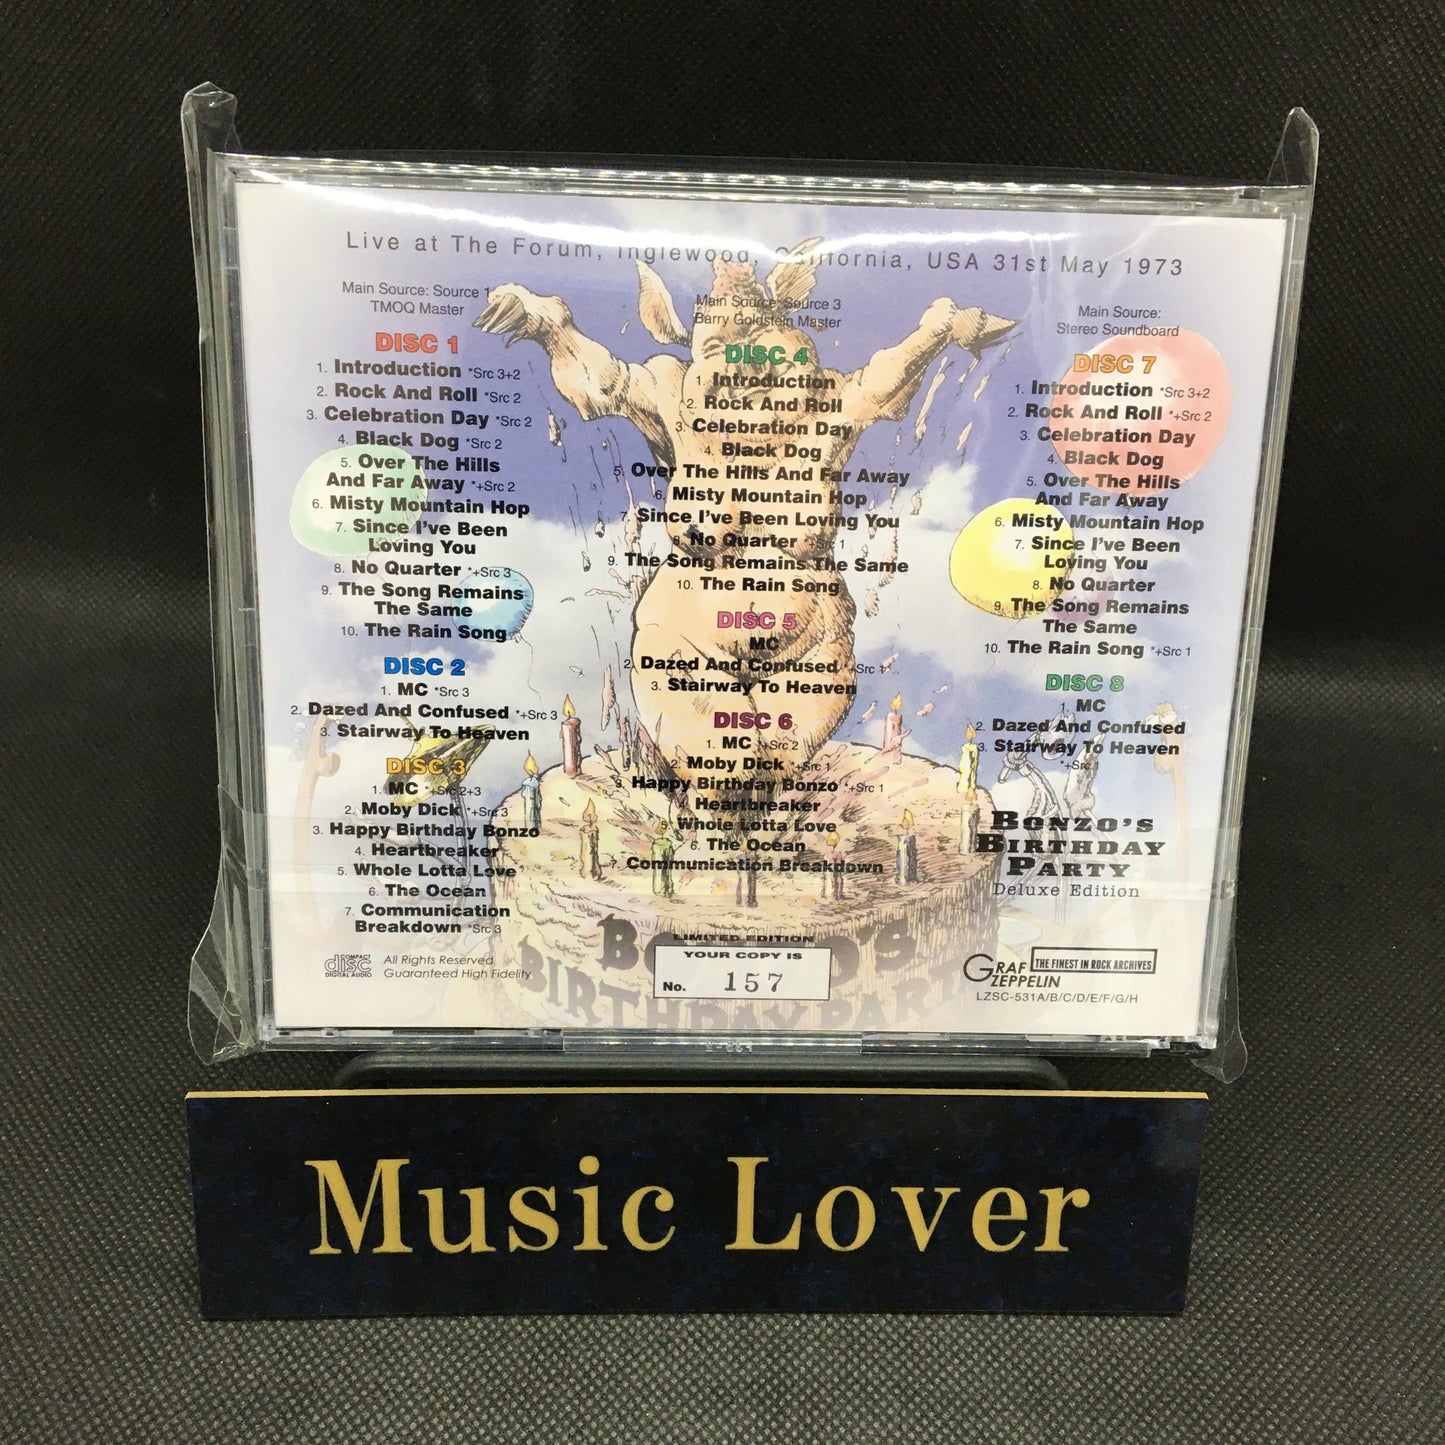 Live at The Forum, Inglewood, California, USA 31st May 1973
Main Source: Source 1
TMOQ Master
DISC 1
1. Introduction *Src 3+2
2. Rock And Roll *Src 2
3. Celebration Day *Src 2
4. Black Dog *Src 2
5. Over The Hills
And Far Away *+Src 2
6. Misty Mountain Hop
7. Since I've Been
Loving You
8. No Quarter *+Src 3
9. The Song Remains
The Same
10. The Rain Song
DISC 2
1. MC *Src 3
2. Dazed And Confused *+Src 3
3. Stairway To Heaven
DISC 3
1. MC *+Src 2+3
2. Moby Dick *+Src 3
3. Happy Birthday Bonzo
4. Heartbreaker
5. Whole Lotta Love
6. The Ocean
7. Communication
Breakdown *Src 3
Main Source: Source 3
Barry Goldstein Master
DISC 4
1. Introduction
2. Rock And Roll
3. Celebration Day
4. Black Dog
5. Over The Hills And Far Away
6. Misty Mountain Hop
7. Since I've Been Loving You
8. No Quarter *+Src 1
9. The Song Remains The Same
10. The Rain Song
DISC 5
1. MC
2. Dazed And Confused *+Src 1
3. Stairway To Heaven
DISC 6
1. MC *+Src 2
2. Moby Dick *+Src 1
3. Happy Birthday Bonzo *+Src 1
4. Heartbreaker
5. Whole Lotta Love
6. The Ocean
7. Communication Breakdown
Main Source:
Stereo Soundboard
DISC 7
1. Introduction *Src 3+2
2. Rock And Roll *+Src 2
3. Celebration Day
4. Black Dog
5. Over The Hills
And Far Away
6. Misty Mountain Hop
7. Since I've Been
Loving You
8. No Quarter
9. The Song Remains
The Same
10. The Rain Song *+Src 1
DISC 8
1. MC
2. Dazed And Confused
3. Stairway To Heaven
*+Src 1
BONZO'S
BIRTHDAY
PARTY
Deluxe Edition
BONZO'S
BIRTHDAY PARTY
COMPACT
disc
DIGITAL AUDIO
All Rights Reserved
Guaranteed High Fidelity
LIMITED EDITION
YOUR COPY IS
No. 157
GRAF
ZEPPELIN
THE FINEST IN ROCK ARCHIVES
LZSC-531A/B/C/D/E/F/G/H
Music Lover